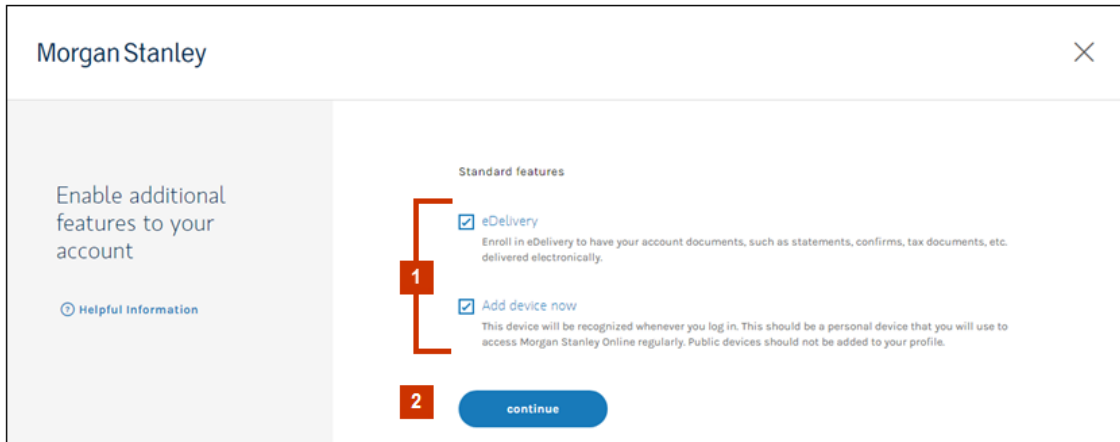 Morgan Stanley
Enable additional
features to your
account
Helpful Information
Standard features
1
eDelivery
Enroll in eDelivery to have your account documents, such as statements, confirms, tax documents, etc.
delivered electronically.
Add device now
This device will be recognized whenever you log in. This should be a personal device that you will use to
access Morgan Stanley Online regularly. Public devices should not be added to your profile.
2
continue